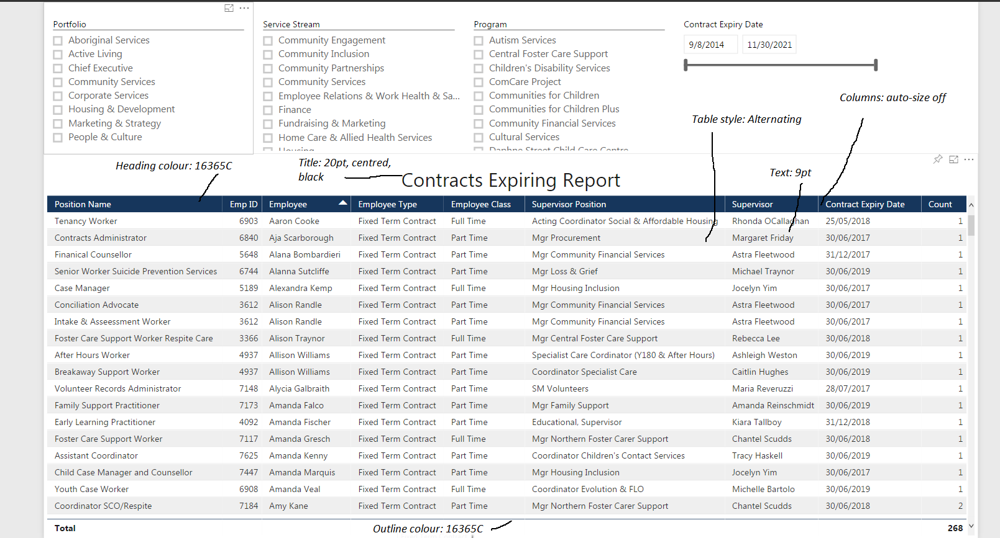 Portfolio
Aboriginal Services
Active Living
Chief Executive
Community Services
Corporate Services
Housing & Development
Marketing & Strategy
People & Culture
Service Stream
Community Engagement
Community Inclusion
Community Partnerships
Community Services
Employee Relations & Work Health & Sa...
Finance
Fundraising & Marketing
Home Care & Allied Health Services
Housing
Program
Autism Services
Central Foster Care Support
Children's Disability Services
ComCare Project
Communities for Children
Communities for Children Plus
Community Financial Services
Cultural Services
Daphne Street Child Care Centre
Contract Expiry Date
9/8/2014 11/30/2021
Columns: auto-size off
Table style: Alternating
Heading colour: 16365C
Title: 20pt, centred,
black
Text: 9pt
Contracts Expiring Report
Position Name Emp ID Employee Employee Type Employee Class Supervisor Position Supervisor Contract Expiry Date Count
Tenancy Worker 6903 Aaron Cooke Fixed Term Contract Full Time Acting Coordinator Social & Affordable Housing Rhonda OCallaghan 25/05/2018 1
Contracts Administrator 6840 Aja Scarborough Fixed Term Contract Part Time Mgr Procurement Margaret Friday 30/06/2017 1
Finanical Counsellor 5648 Alana Bombardieri Fixed Term Contract Part Time Mgr Community Financial Services Astra Fleetwood 31/12/2017 1
Senior Worker Suicide Prevention Services 6744 Alanna Sutcliffe Fixed Term Contract Part Time Mgr Loss & Grief Michael Traynor 30/06/2019 1
Case Manager 5189 Alexandra Kemp Fixed Term Contract Full Time Mgr Housing Inclusion Jocelyn Yim 30/06/2017 1
Conciliation Advocate 3612 Alison Randle Fixed Term Contract Part Time Mgr Community Financial Services Astra Fleetwood 30/06/2017 1
Intake & Asseessment Worker 3612 Alison Randle Fixed Term Contract Part Time Mgr Community Financial Services Astra Fleetwood 30/06/2017 1
Foster Care Support Worker Respite Care 3366 Alison Traynor Fixed Term Contract Full Time Mgr Central Foster Care Support Rebecca Lee 30/06/2018 1
After Hours Worker 4937 Allison Williams Fixed Term Contract Part Time Specialist Care Cordinator (Y180 & After Hours) Ashleigh Weston 30/06/2019 1
Breakaway Support Worker 4937 Allison Williams Fixed Term Contract Part Time Coordinator Specialist Care Caitlin Hughes 30/06/2019 1
Volunteer Records Administrator 7148 Alycia Galbraith Fixed Term Contract Part Time SM Volunteers Maria Reveruzzi 28/07/2017 1
Family Support Practitioner 7173 Amanda Falco Fixed Term Contract Part Time Mgr Family Support Amanda Reinschmidt 30/06/2019 1
Early Learning Practitioner 4092 Amanda Fischer Fixed Term Contract Part Time Educational, Supervisor Kiara Tallboy 31/12/2018 1
Foster Care Support Worker 7117 Amanda Gresch Fixed Term Contract Full Time Mgr Northern Foster Carer Support Chantel Scudds 30/06/2018 1
Assistant Coordinator 7625 Amanda Kenny Fixed Term Contract Part Time Coordinator Children's Contact Services Tracy Haskell 30/06/2019 1
Child Case Manager and Counsellor 7447 Amanda Marquis Fixed Term Contract Part Time Mgr Housing Inclusion Jocelyn Yim 30/06/2017 1
Youth Case Worker 6908 Amanda Veal Fixed Term Contract Full Time Coordinator Evolution & FLO Michelle Bartolo 30/06/2019 1
Coordinator SCO/Respite 7184 Amy Kane Fixed Term Contract Part Time Mgr Northern Foster Carer Support Chantel Scudds 30/06/2018 2
Total 268
Outline colour: 16365C